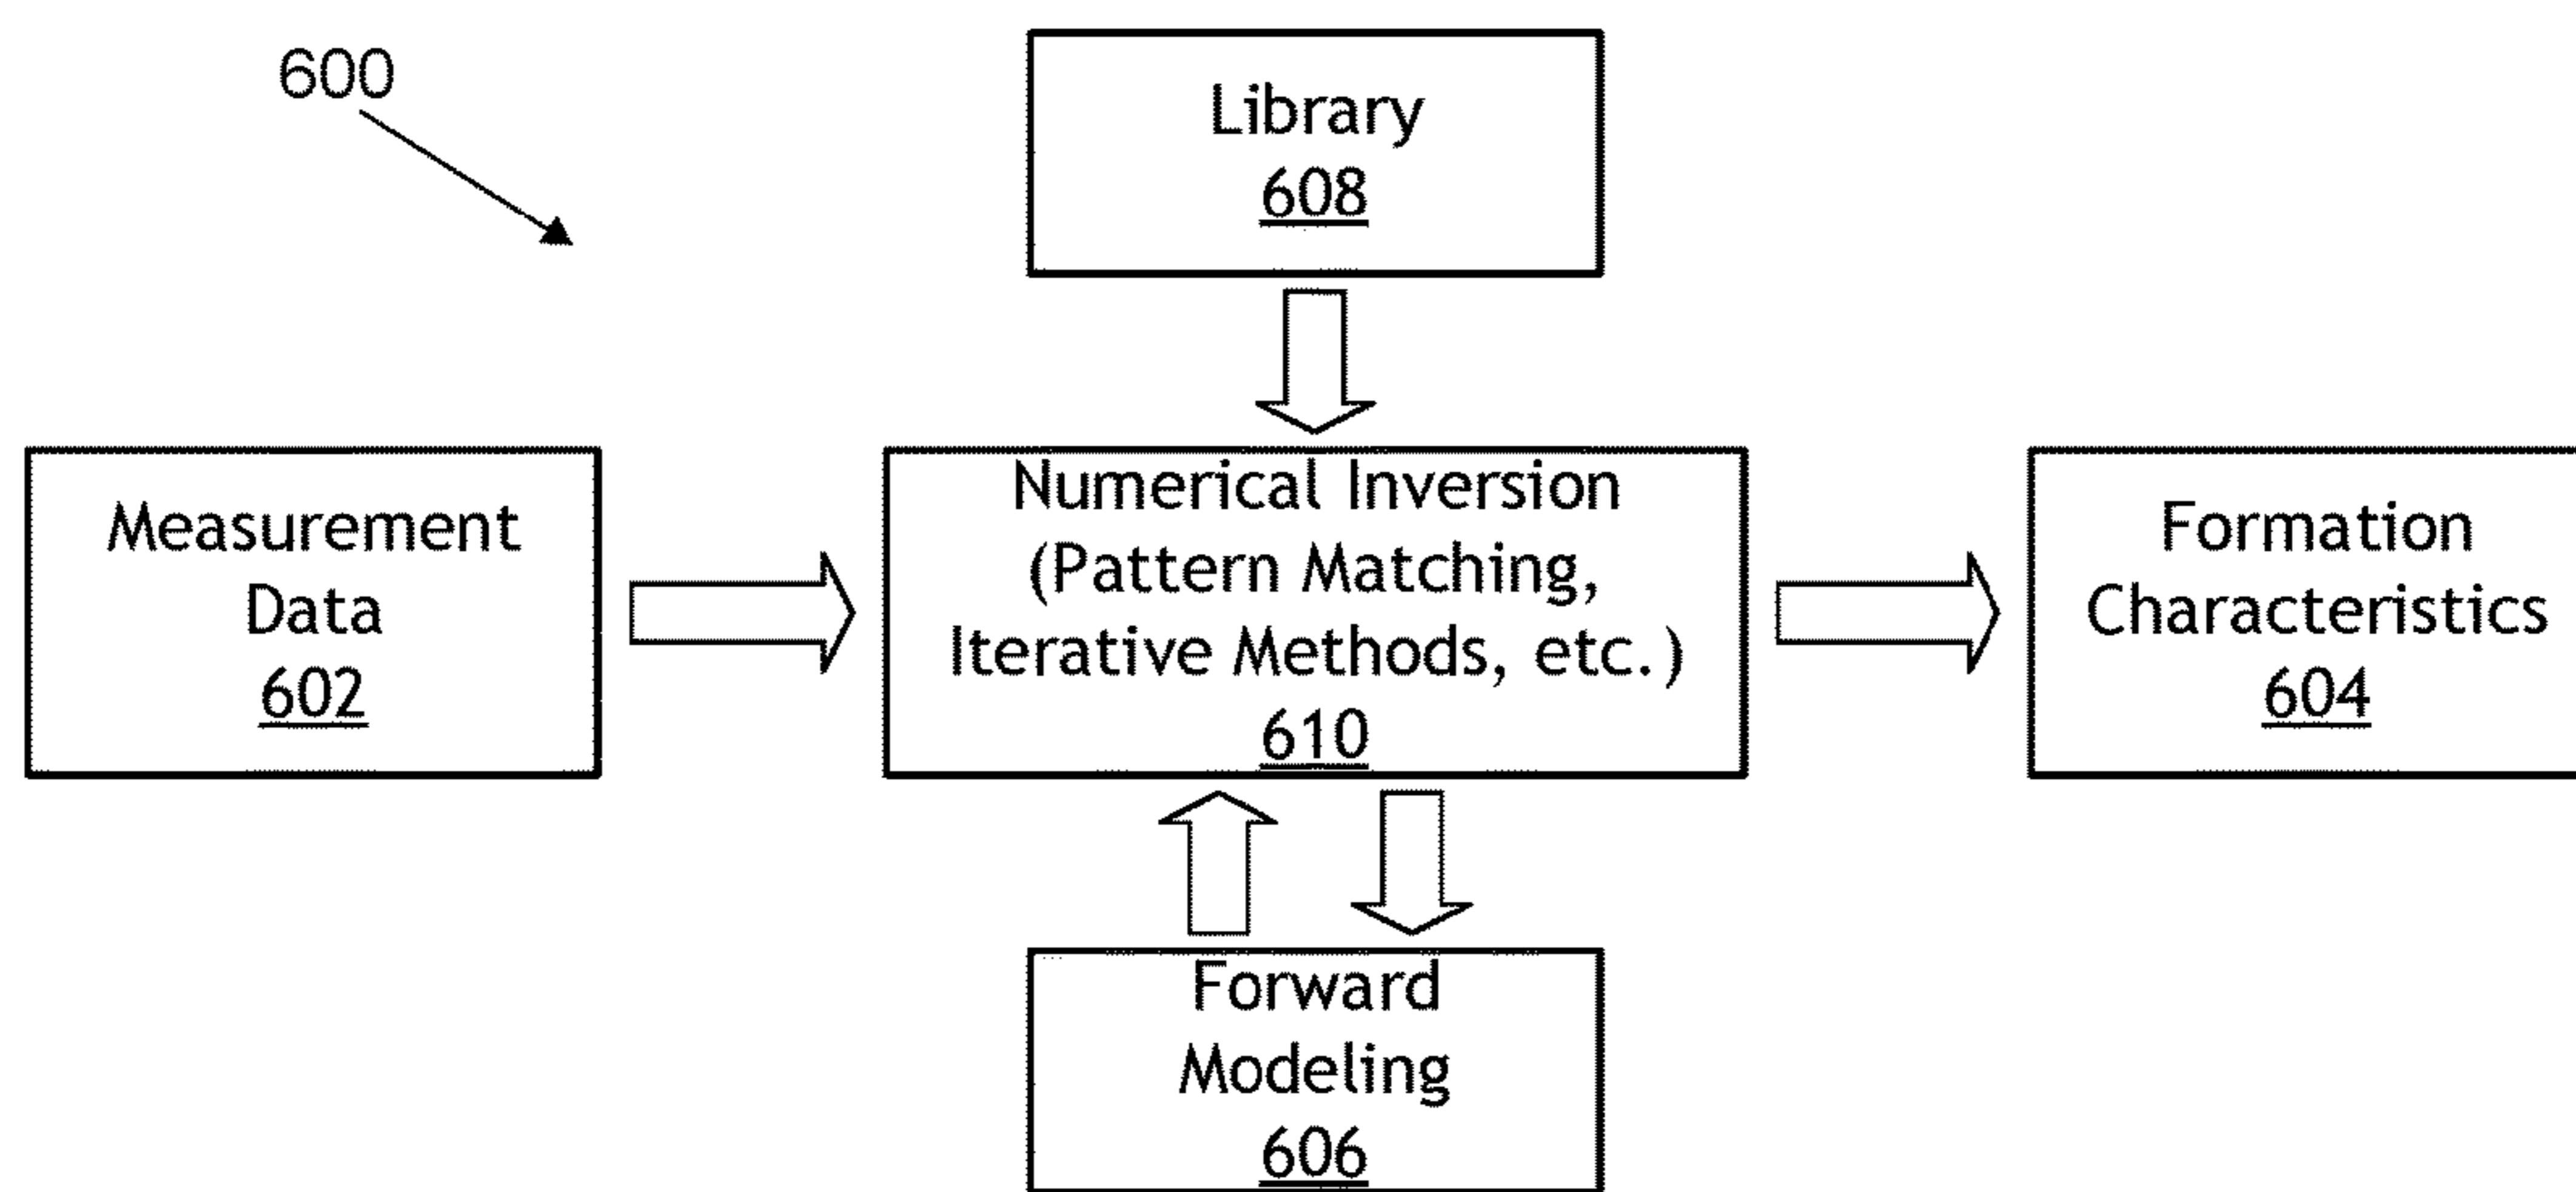 600
Library
608
Measurement
Data
602
Numerical Inversion
(Pattern Matching,
Iterative Methods, etc.)
610
Formation
Characteristics
604
Forward
Modeling
606